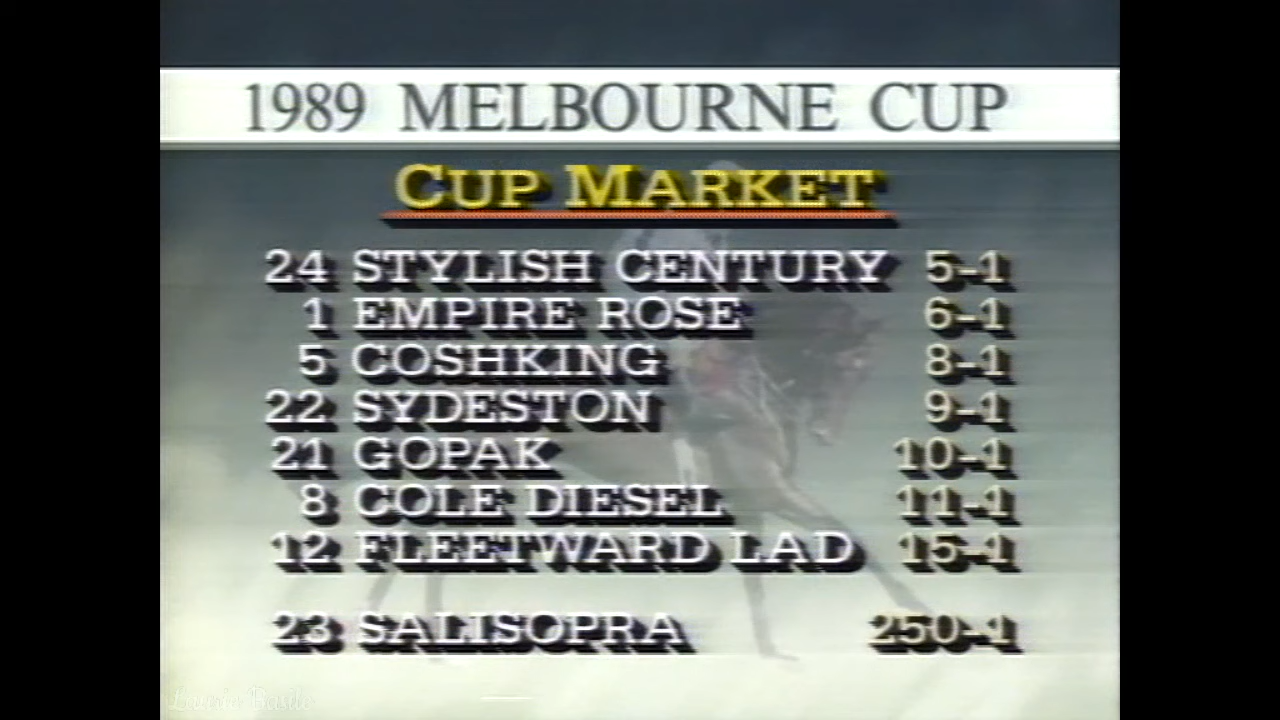 1989 MELBOURNE CUP
CUP MARKET
24 STYLISH CENTURY 5-1
1 EMPIRE ROSE 6-1
5 COSHKING 8-1
22 SYDESTON 9-1
21 GOPAK 10-1
8 COLE DIESEL 11-1
12 FLEETWARD LAD 15-1
23 SALISOPRA 250-1